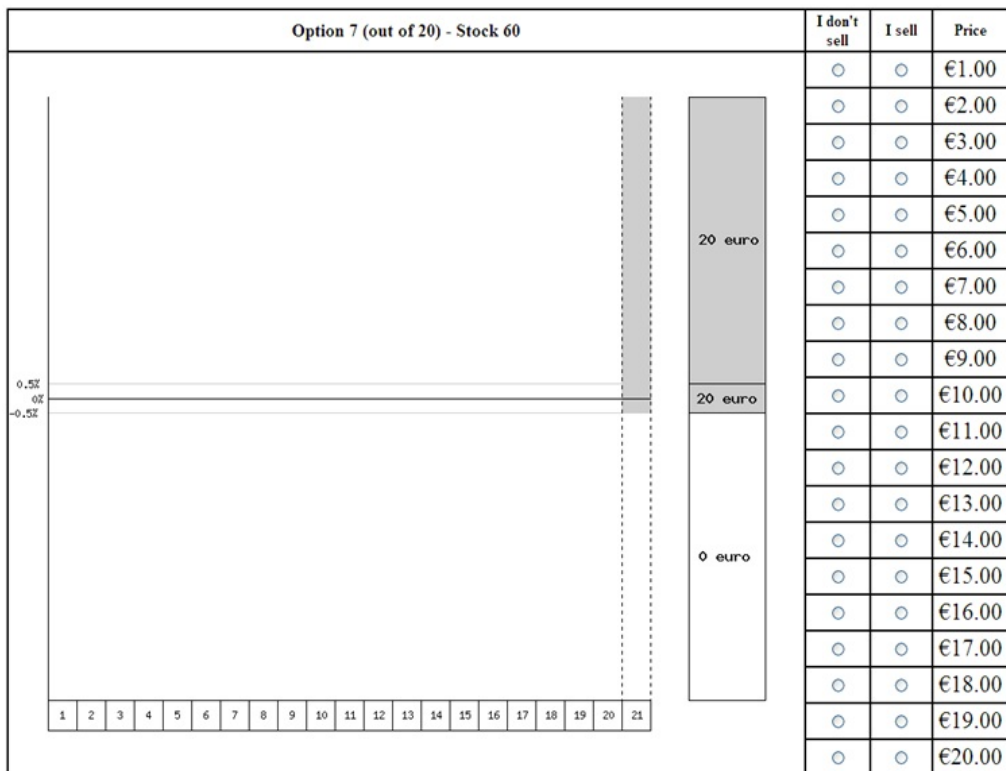 Option 7 (out of 20) - Stock 60
I don't
sell
I sell
Price
€1.00
€2.00
€3.00
€4.00
€5.00
€6.00
€7.00
€8.00
€9.00
€10.00
€11.00
€12.00
€13.00
€14.00
€15.00
€16.00
€17.00
€18.00
€19.00
€20.00
20 euro
0.5%
0%
-0.5%
20 euro
0 euro
1 2 3 4 5 6 7 8 9 10 11 12 13 14 15 16 17 18 19 20 21